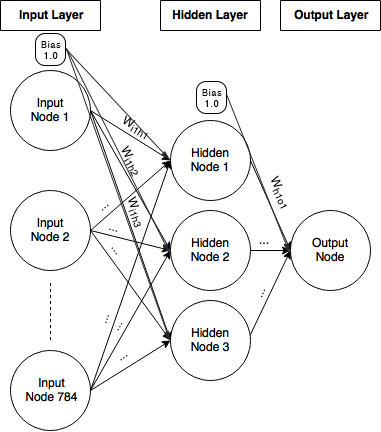 Input Layer
Hidden Layer
Output Layer
Bias
1.0
Input
Node 1
Wi1h1
Wi1h2
Wi1h3
Bias
1.0
Hidden
Node 1
Wh1o1
...
Input
Node 2
...
...
Hidden
Node 2
...
Output
Node
...
...
...
Hidden
Node 3
...
Input
Node 784